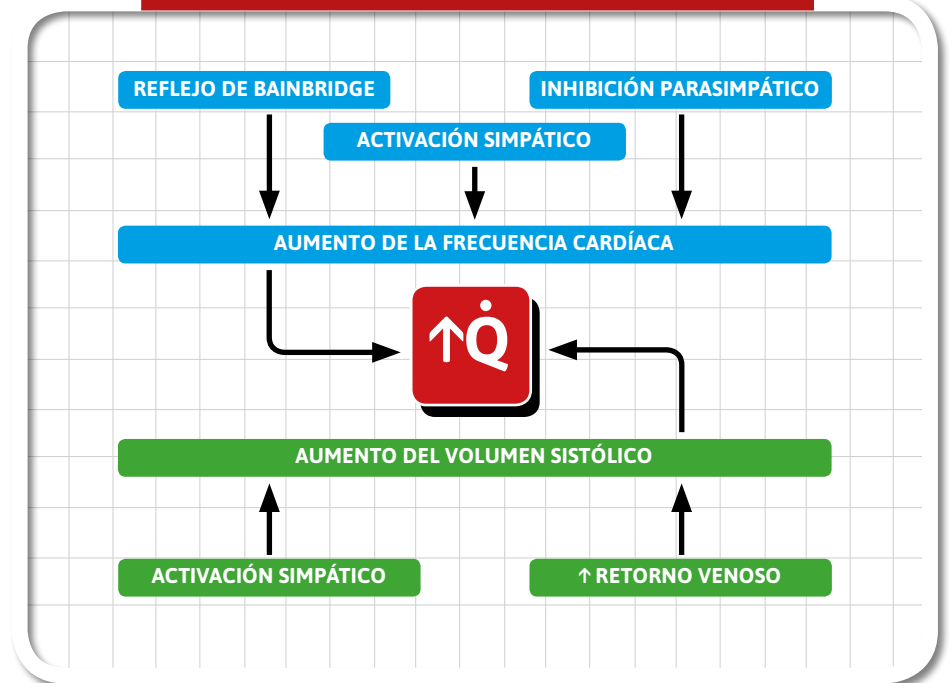 REFLEJO DE BAINBRIDGE
INHIBICIÓN PARASIMPÁTICO
ACTIVACIÓN SIMPÁTICO
AUMENTO DE LA FRECUENCIA CARDÍACA
↑Q̇
AUMENTO DEL VOLUMEN SISTÓLICO
ACTIVACIÓN SIMPÁTICO
↑ RETORNO VENOSO